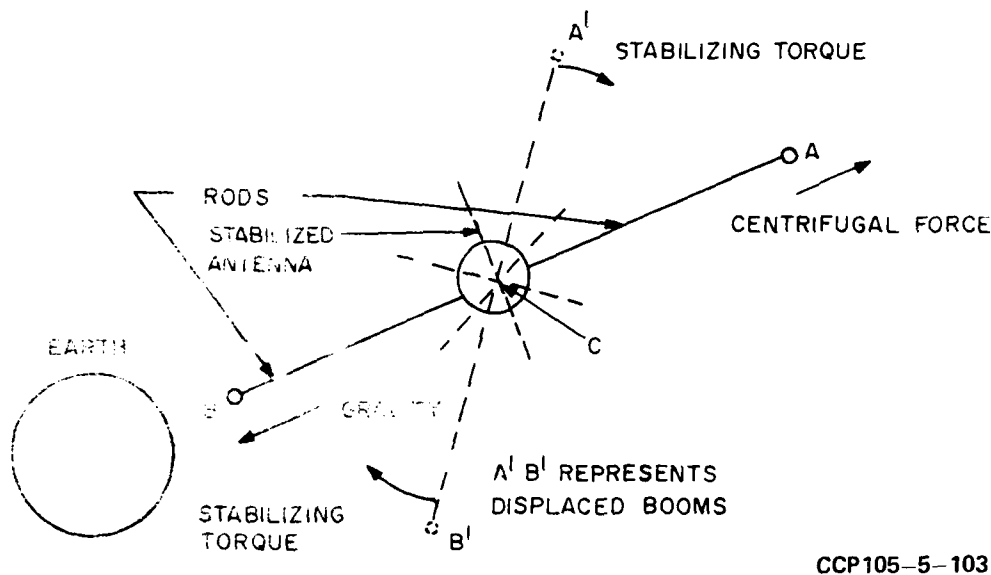 A'
STABILIZING TORQUE
A
RODS
CENTRIFUGAL FORCE
STABILIZED
ANTENNA
C
EARTH
B
GRAVITY
A' B' REPRESENTS
DISPLACED BOOMS
STABILIZING
TORQUE
B'
CCP105-5-103